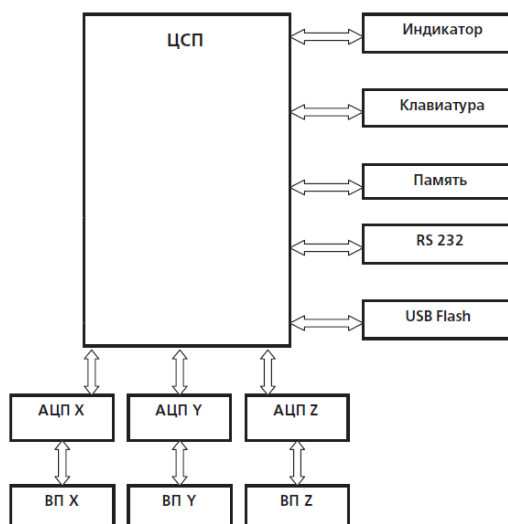 ЦСП
Индикатор
Клавиатура
Память
RS 232
USB Flash
АЦП X
АЦП Y
АЦП Z
ВП X
ВП Y
ВП Z